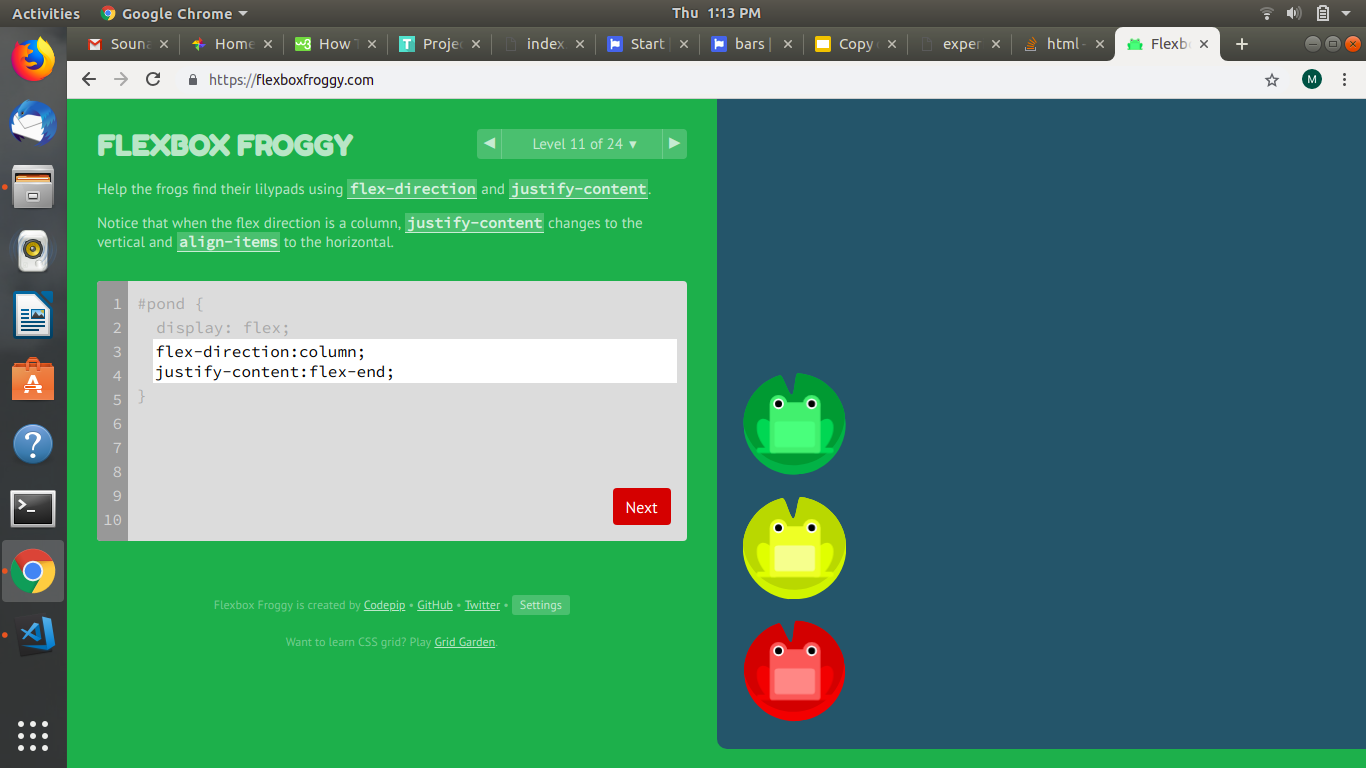 Activities
Google Chrome
Thu 1:13 PM
Souna
Home
How T
Proje
index
Start
bars |
Copy
exper
html -
Flexb
https://flexboxfroggy.com
M
FLEXBOX FROGGY
Level 11 of 24 ▾
Help the frogs find their lilypads using flex-direction and justify-content.
Notice that when the flex direction is a column, justify-content changes to the
vertical and align-items to the horizontal.
1 #pond {
2 display: flex;
3 flex-direction:column;
4 justify-content:flex-end;
5 }
6
7
8
9
10
Next
Flexbox Froggy is created by Codepip • GitHub • Twitter • Settings
Want to learn CSS grid? Play Grid Garden.